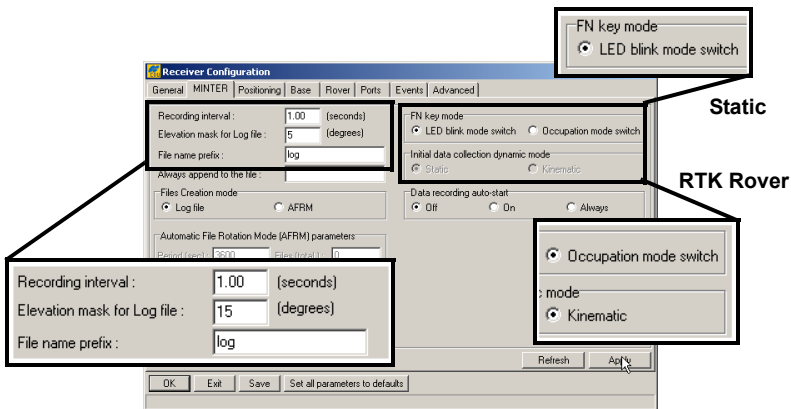 FN key mode
LED blink mode switch
Static
RTK Rover
Receiver Configuration
General MINTER Positioning Base Rover Ports Events Advanced
Recording interval : 1.00 (seconds)
Elevation mask for Log file : 5 (degrees)
File name prefix : log
Always append to the file :
FN key mode
LED blink mode switch Occupation mode switch
Initial data collection dynamic mode
Static Kinematic
Files Creation mode
Log file AFRM
Data recording auto-start
Off On Always
Automatic File Rotation Mode (AFRM) parameters
Period (sec) : 3600 Files (total) : 0
Recording interval : 1.00 (seconds)
Elevation mask for Log file : 15 (degrees)
File name prefix : log
Occupation mode switch
mode
Kinematic
Refresh Apply
OK Exit Save Set all parameters to defaults